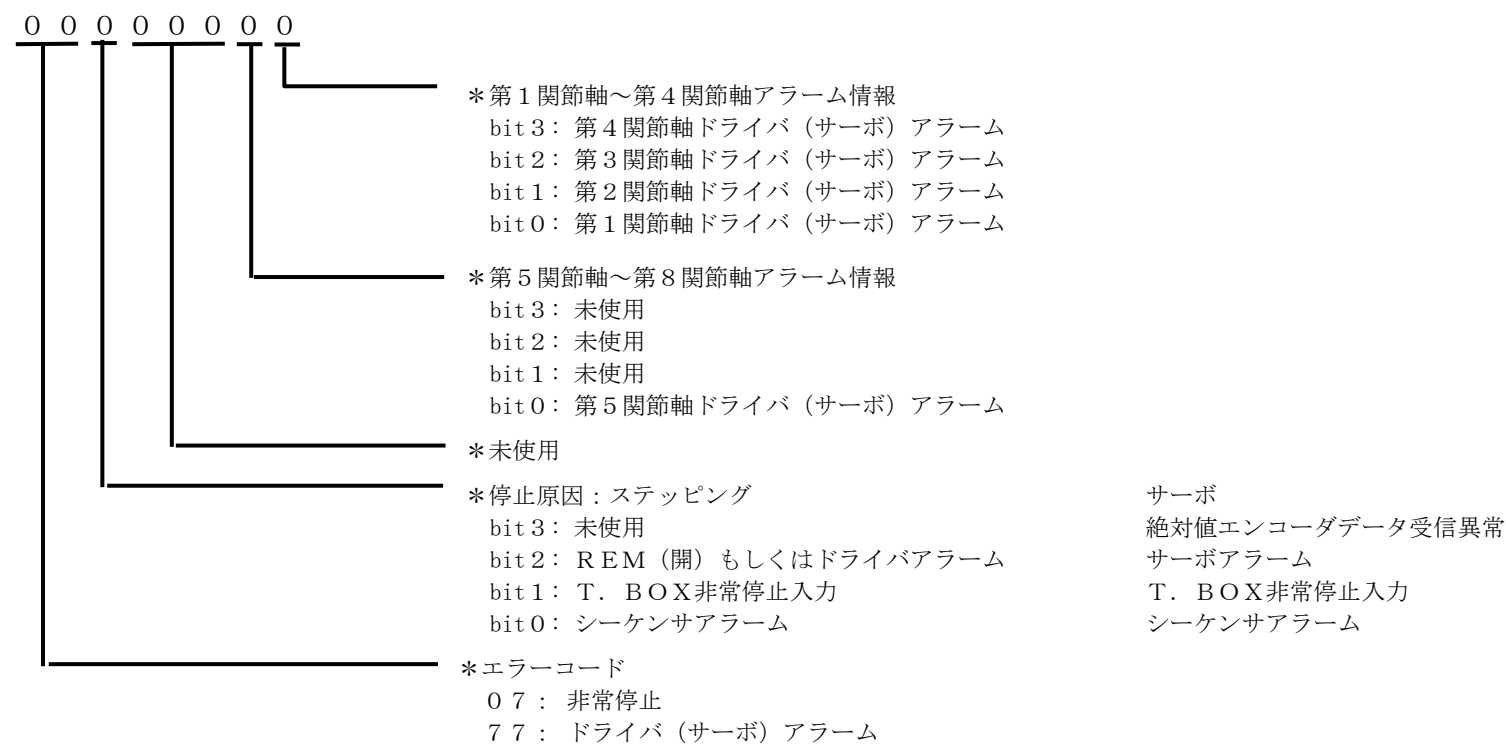 ００００００００
＊第１関節軸～第４関節軸アラーム情報
bit３：第４関節軸ドライバ（サーボ）アラーム
bit２：第３関節軸ドライバ（サーボ）アラーム
bit１：第２関節軸ドライバ（サーボ）アラーム
bit０：第１関節軸ドライバ（サーボ）アラーム
＊第５関節軸～第８関節軸アラーム情報
bit３：未使用
bit２：未使用
bit１：未使用
bit０：第５関節軸ドライバ（サーボ）アラーム
＊未使用
＊停止原因：ステッピング　サーボ
bit３：未使用　絶対値エンコーダデータ受信異常
bit２：ＲＥＭ（開）もしくはドライバアラーム　サーボアラーム
bit１：Ｔ．ＢＯＸ非常停止入力　Ｔ．ＢＯＸ非常停止入力
bit０：シーケンサアラーム　シーケンサアラーム
＊エラーコード
０７：　非常停止
７７：　ドライバ（サーボ）アラーム